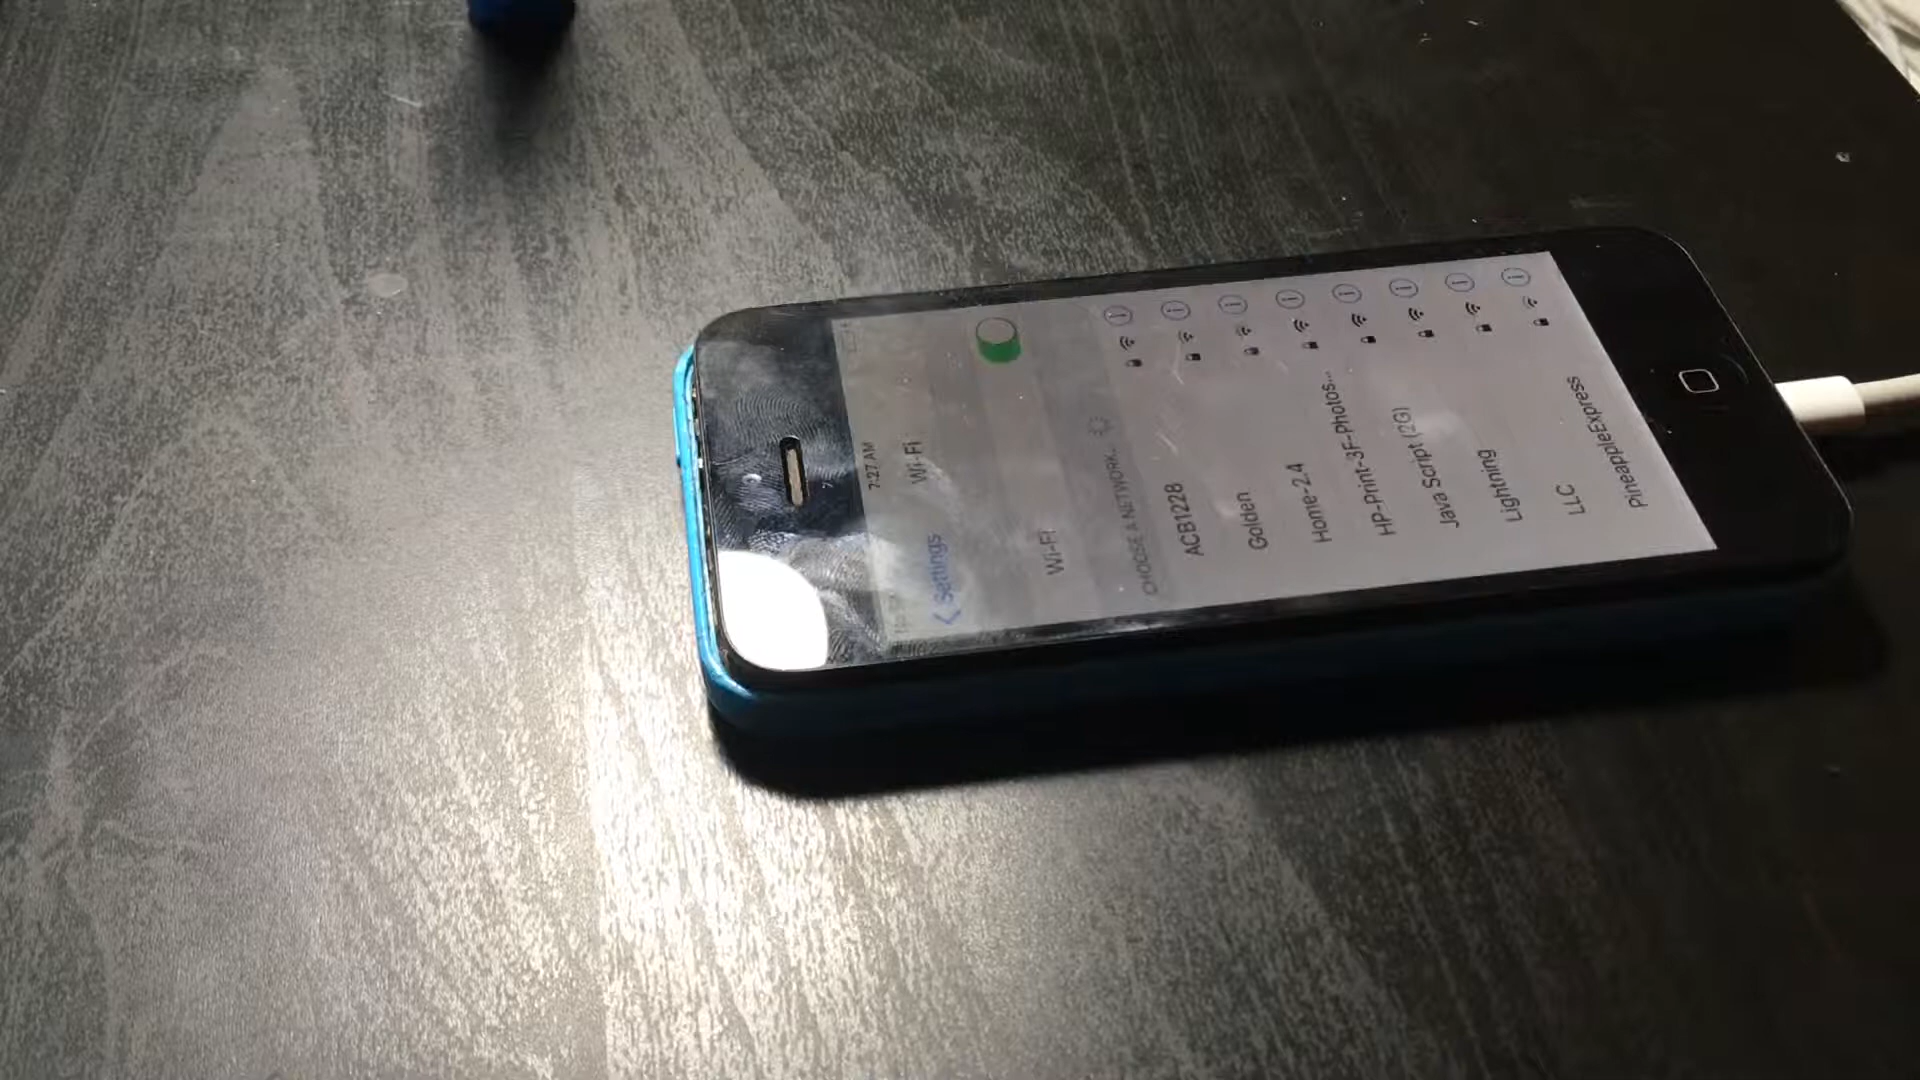 7:27 AM
Settings
Wi-Fi
Wi-Fi
CHOOSE A NETWORK...
ACB1228
Golden
Home-2.4
HP-Print-3F-Photos...
Java Script (2G)
Lightning
LLC
PineappleExpress